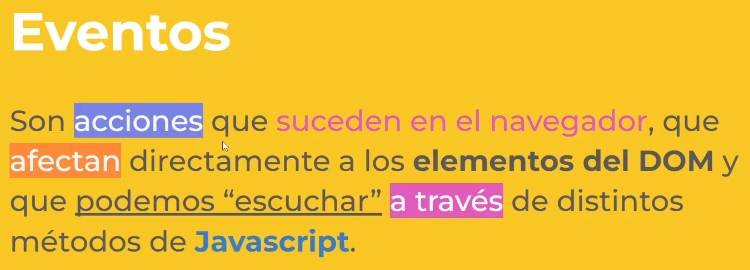 Eventos
Son acciones que suceden en el navegador, que
afectan directamente a los elementos del DOM y
que podemos “escuchar” a través de distintos
métodos de Javascript.